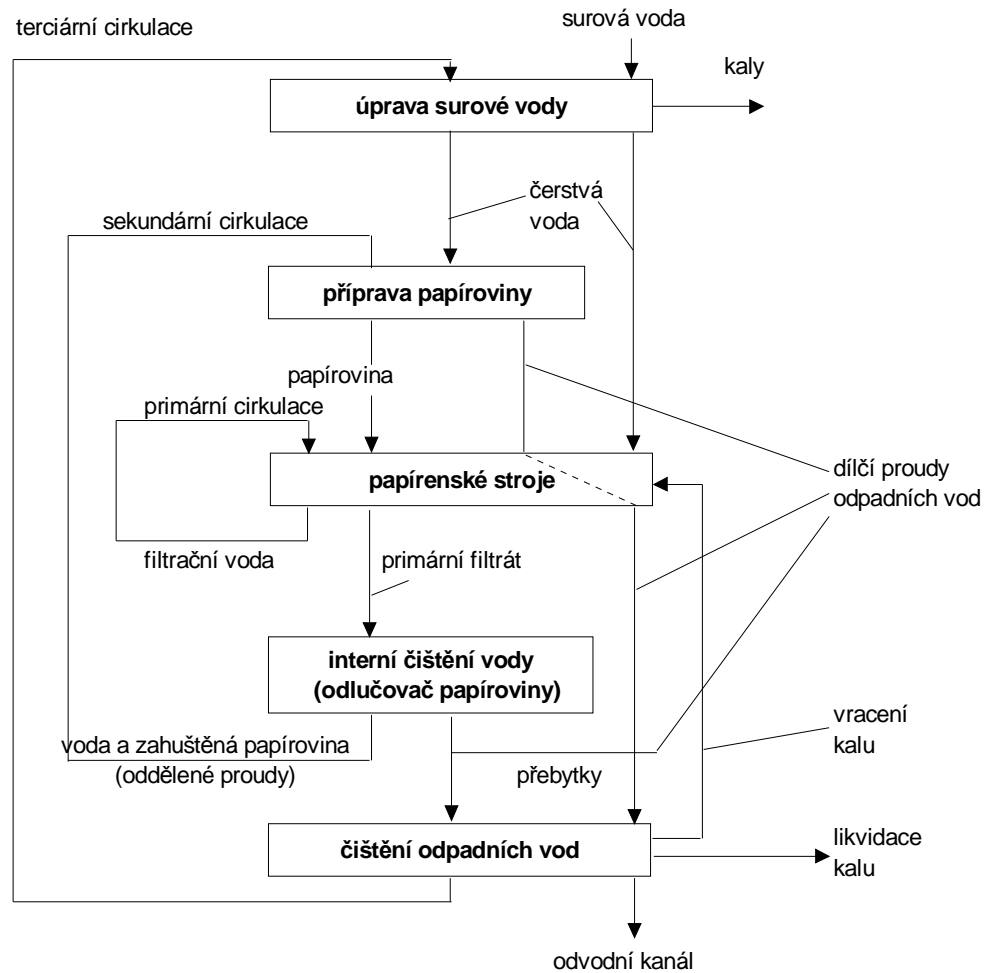 terciární cirkulace
surová voda
kaly
úprava surové vody
čerstvá
voda
sekundární cirkulace
příprava papíroviny
papírovina
primární cirkulace
papírenské stroje
dílčí proudy
odpadních vod
filtrační voda
primární filtrát
interní čištění vody
(odlučovač papíroviny)
vracení
kalu
voda a zahuštěná papírovina
(oddělené proudy)
přebytky
čištění odpadních vod
likvidace
kalu
odvodní kanál